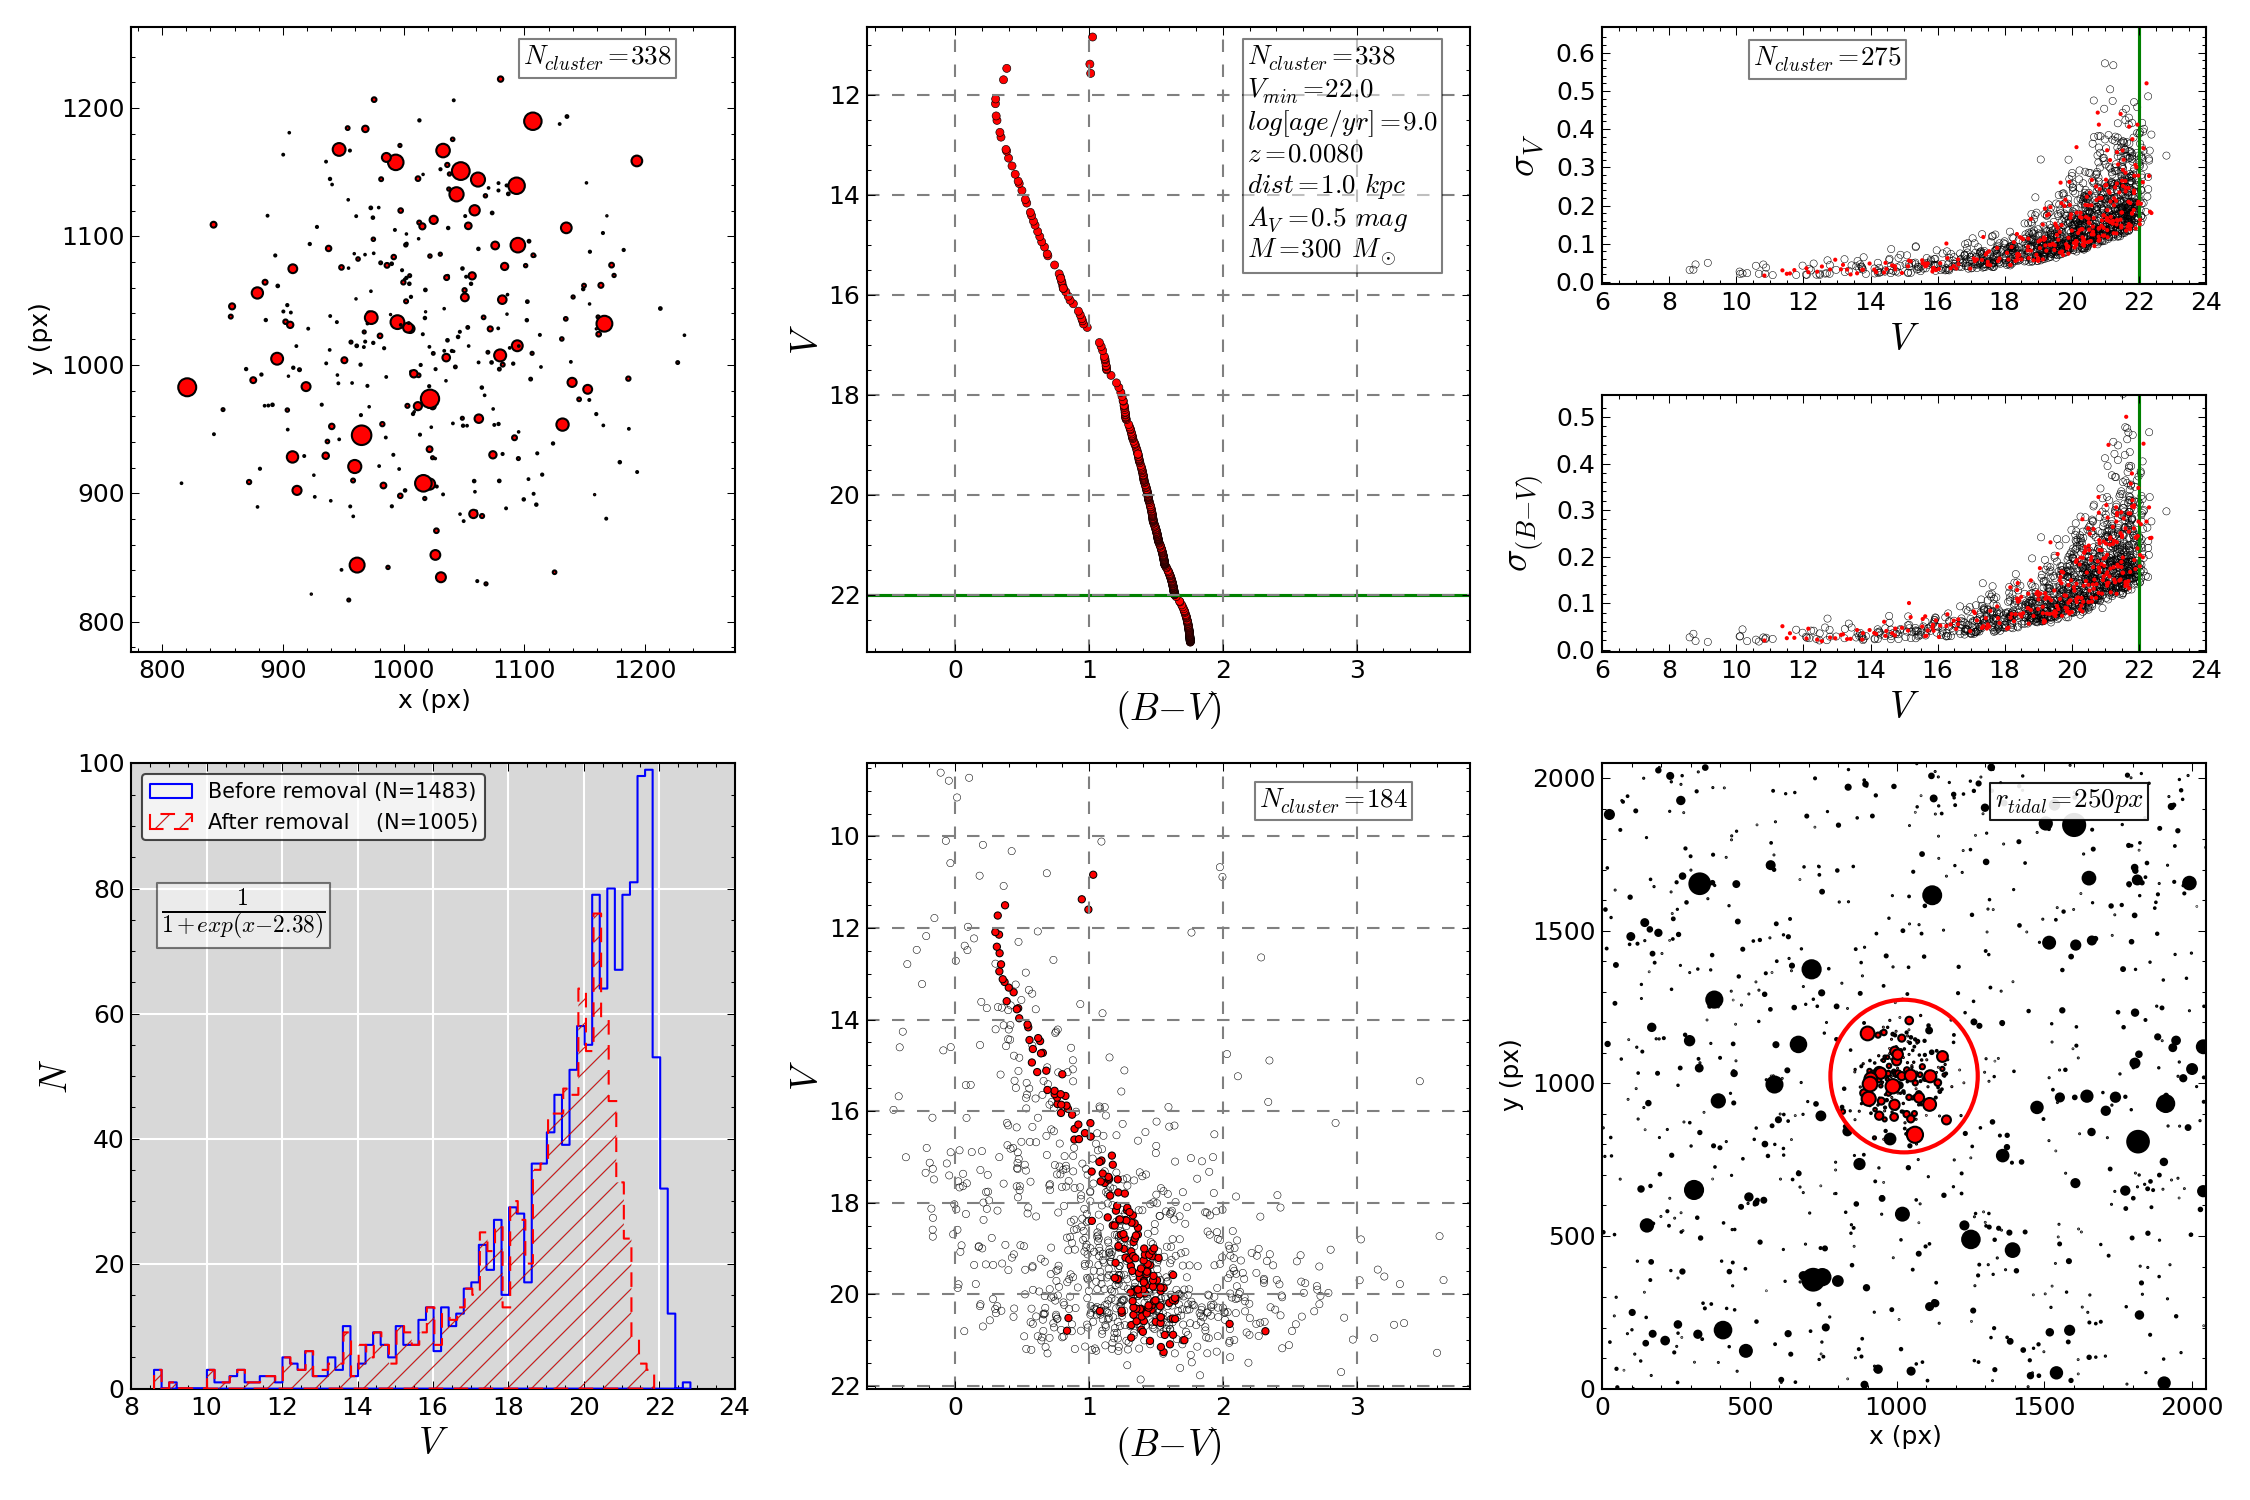 N_cluster=338
1200
1100
1000
900
800
y (px)
800 900 1000 1100 1200
x (px)
N_cluster=338
V_min=22.0
log[age/yr]=9.0
z=0.0080
dist=1.0 kpc
A_V=0.5 mag
M=300 M_⊙
12
14
16
18
20
22
V
0 1 2 3
(B−V)
N_cluster=275
0.6
0.5
0.4
0.3
0.2
0.1
0.0
σ_V
6 8 10 12 14 16 18 20 22 24
V
0.5
0.4
0.3
0.2
0.1
0.0
σ_(B−V)
6 8 10 12 14 16 18 20 22 24
V
Before removal (N=1483)
After removal (N=1005)
1
1+exp(x−2.38)
100
80
60
40
20
0
N
8 10 12 14 16 18 20 22 24
V
N_cluster=184
10
12
14
16
18
20
22
V
0 1 2 3
(B−V)
r_tidal=250px
2000
1500
1000
500
0
y (px)
0 500 1000 1500 2000
x (px)